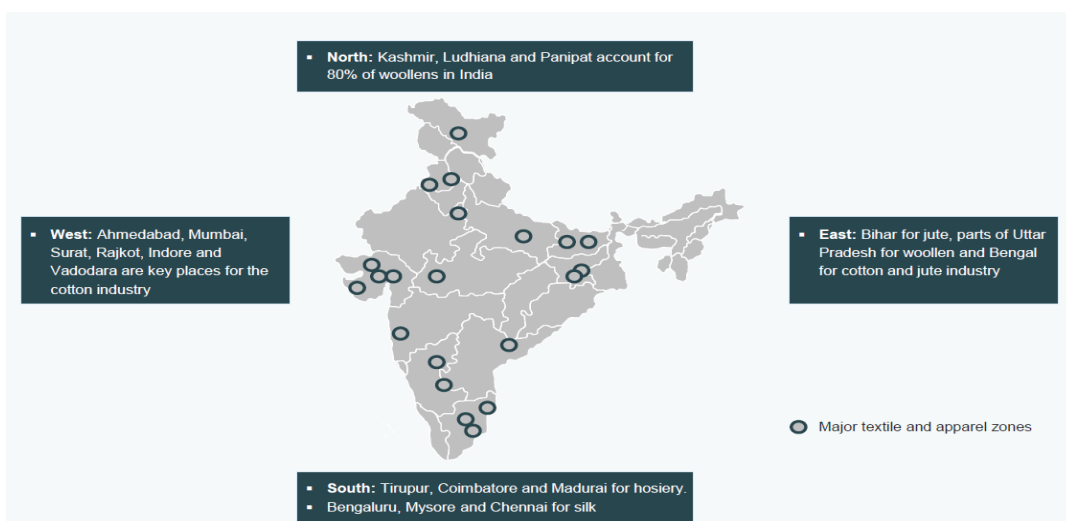 ▪ North: Kashmir, Ludhiana and Panipat account for
80% of woollens in India
▪ West: Ahmedabad, Mumbai,
Surat, Rajkot, Indore and
Vadodara are key places for the
cotton industry
▪ East: Bihar for jute, parts of Uttar
Pradesh for woollen and Bengal
for cotton and jute industry
Major textile and apparel zones
▪ South: Tirupur, Coimbatore and Madurai for hosiery.
▪ Bengaluru, Mysore and Chennai for silk